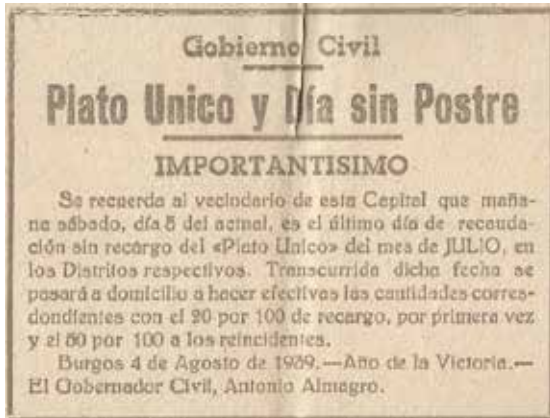 Gobierno Civil
Plato Unico y Día sin Postre
IMPORTANTISIMO
Se recuerda al vecindario de esta Capital que maña-
na sábado, día 5 del actual, es el último día de recauda-
ción sin recargo del «Plato Unico» del mes de JULIO, en
los Distritos respectivos. Transcurrida dicha fecha se
pasará a domicilio a hacer efectivas las cantidades corres-
dondientes con el 20 por 100 de recargo, por primera vez
y el 50 por 100 a los reincidentes.
Burgos 4 de Agosto de 1939.—Año de la Victoria.—
El Gobernador Civil, Antonio Almagro.